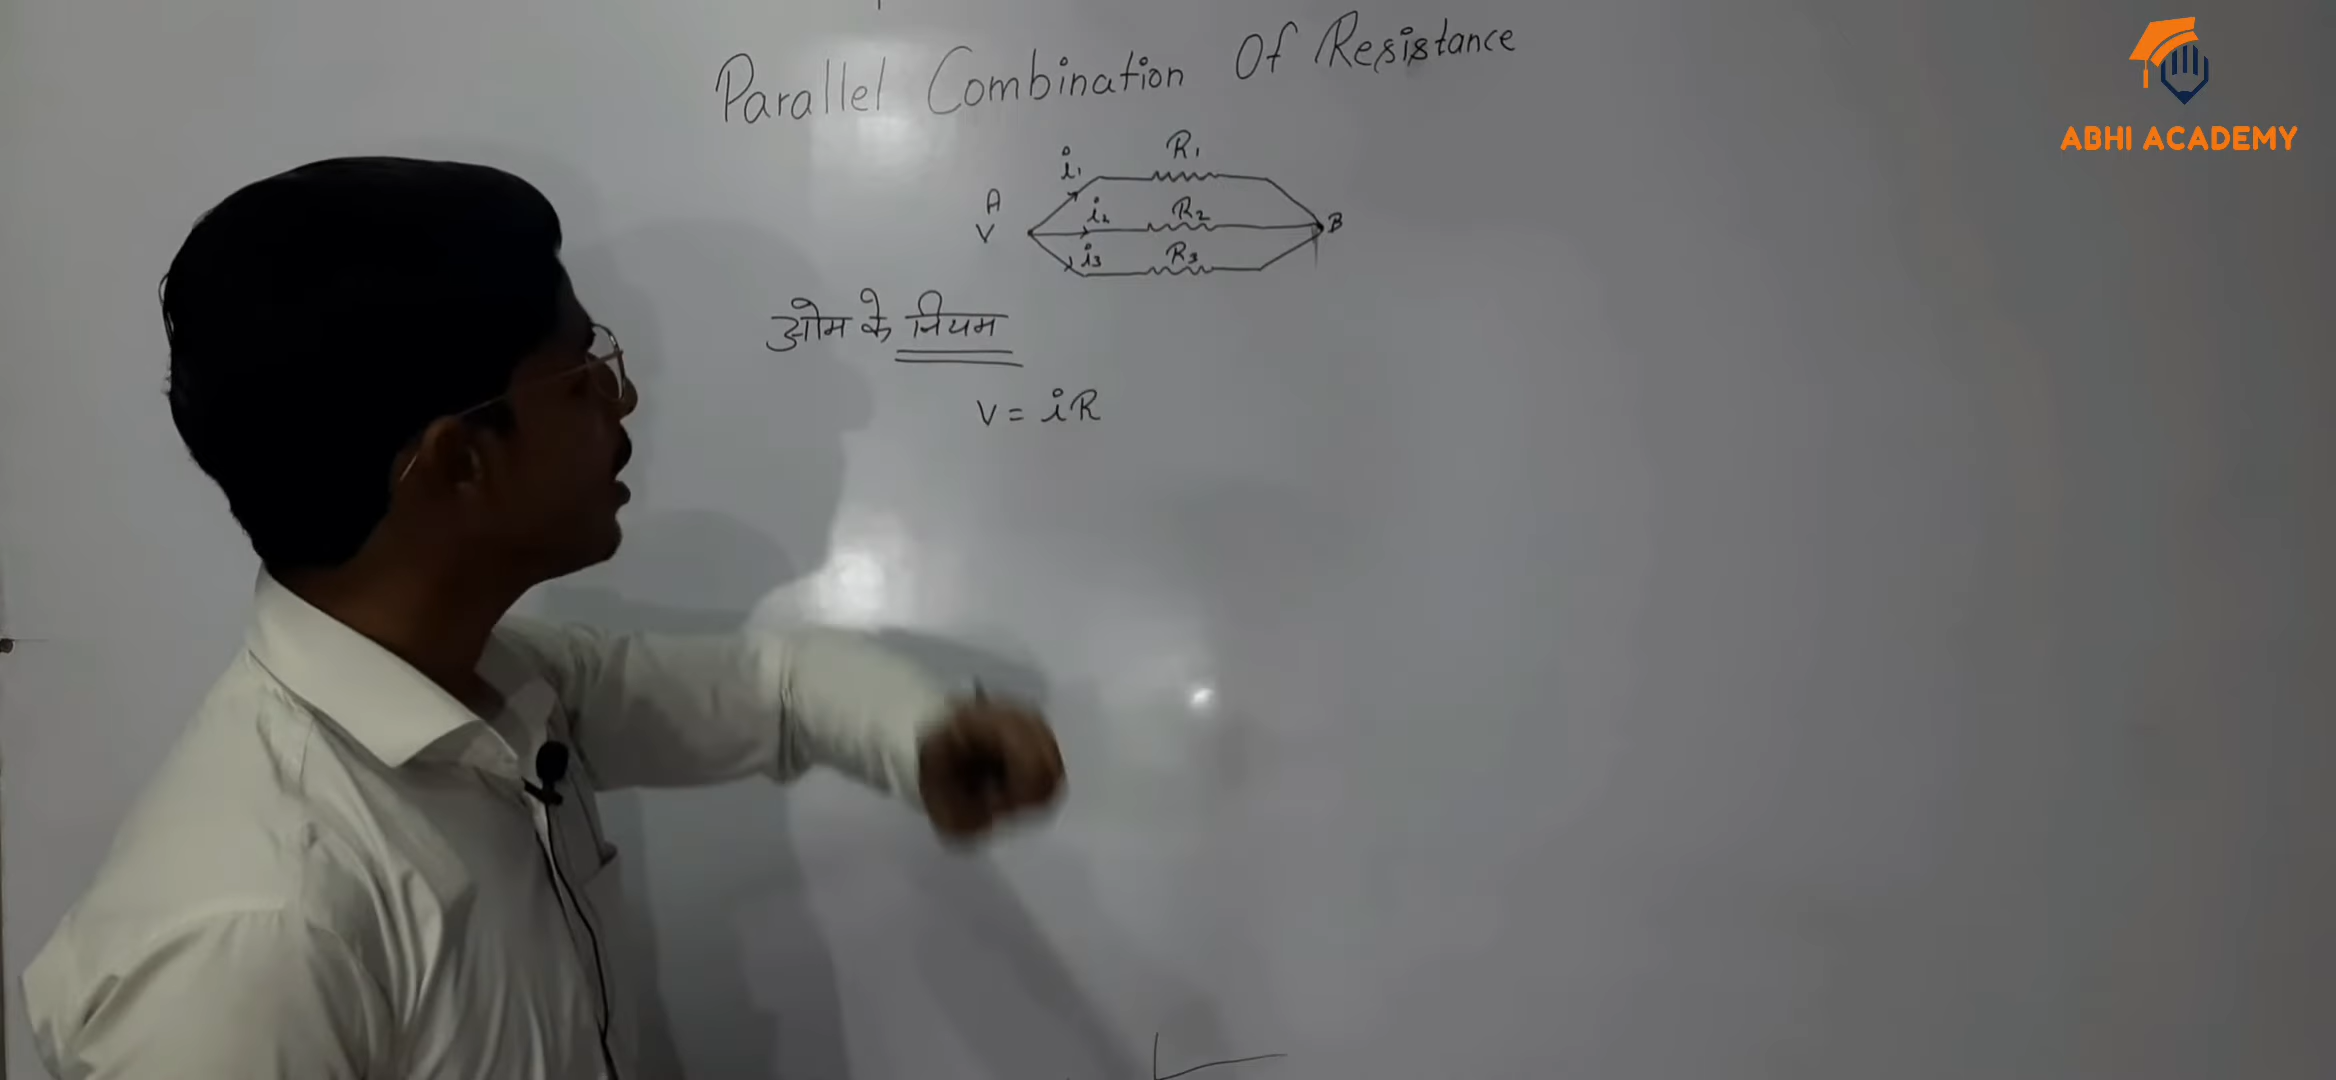 Parallel Combination Of Resistance
ABHI ACADEMY
i₁ R₁
A
V
i₂ R₂
B
i₃ R₃
ओम के नियम
V = iR